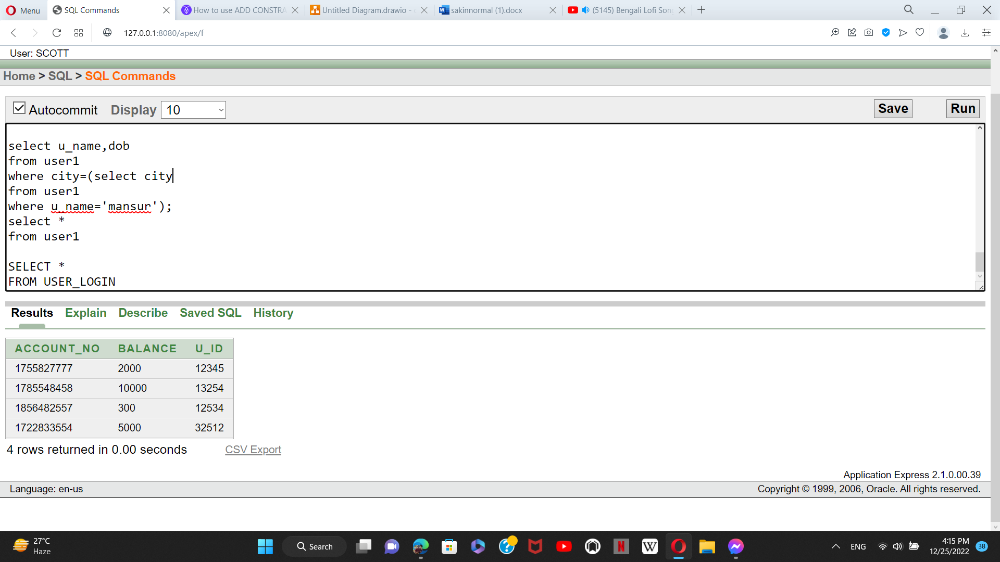 Menu
SQL Commands
How to use ADD CONSTRA
Untitled Diagram.drawio -
sakinnormal (1).docx
(5145) Bengali Lofi Son
127.0.0.1:8080/apex/f
User: SCOTT
Home > SQL > SQL Commands
Autocommit Display 10
Save Run
select u_name,dob
from user1
where city=(select city
from user1
where u_name='mansur');
select *
from user1
SELECT *
FROM USER_LOGIN
Results Explain Describe Saved SQL History
ACCOUNT_NO BALANCE U_ID
1755827777 2000 12345
1785548458 10000 13254
1856482557 300 12534
1722833554 5000 32512
4 rows returned in 0.00 seconds CSV Export
Application Express 2.1.0.00.39
Language: en-us Copyright © 1999, 2006, Oracle. All rights reserved.
27°C
Haze
Search
N
W
ENG
4:15 PM
12/25/2022
38